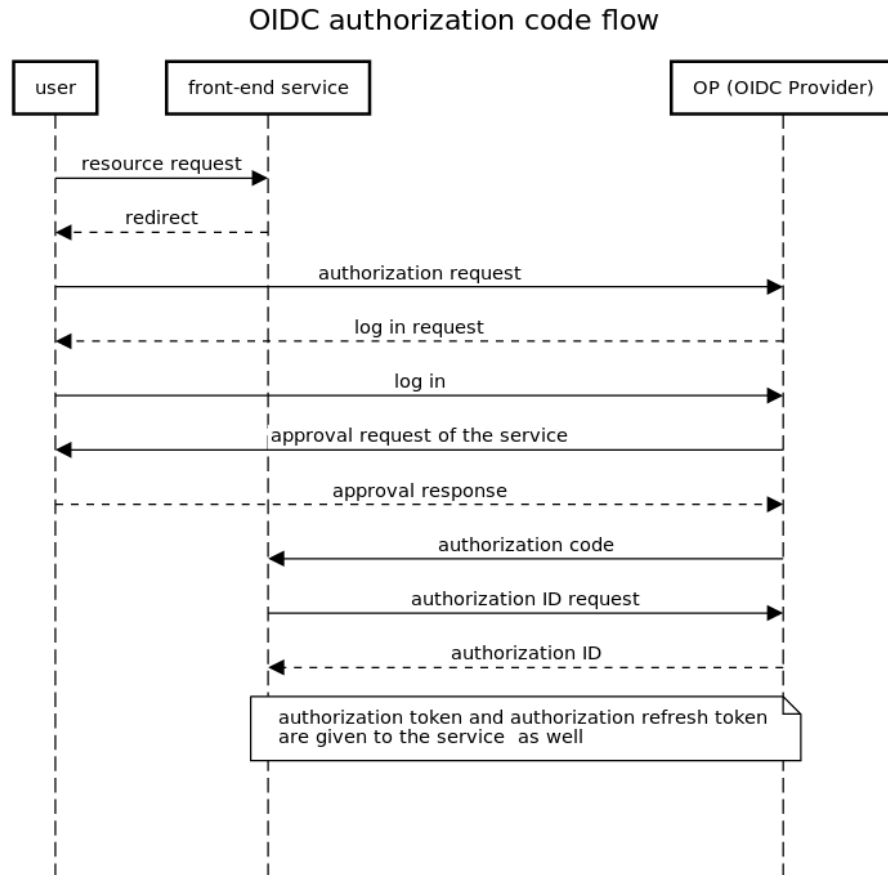 OIDC authorization code flow
user
front-end service
OP (OIDC Provider)
resource request
redirect
authorization request
log in request
log in
approval request of the service
approval response
authorization code
authorization ID request
authorization ID
authorization token and authorization refresh token
are given to the service  as well